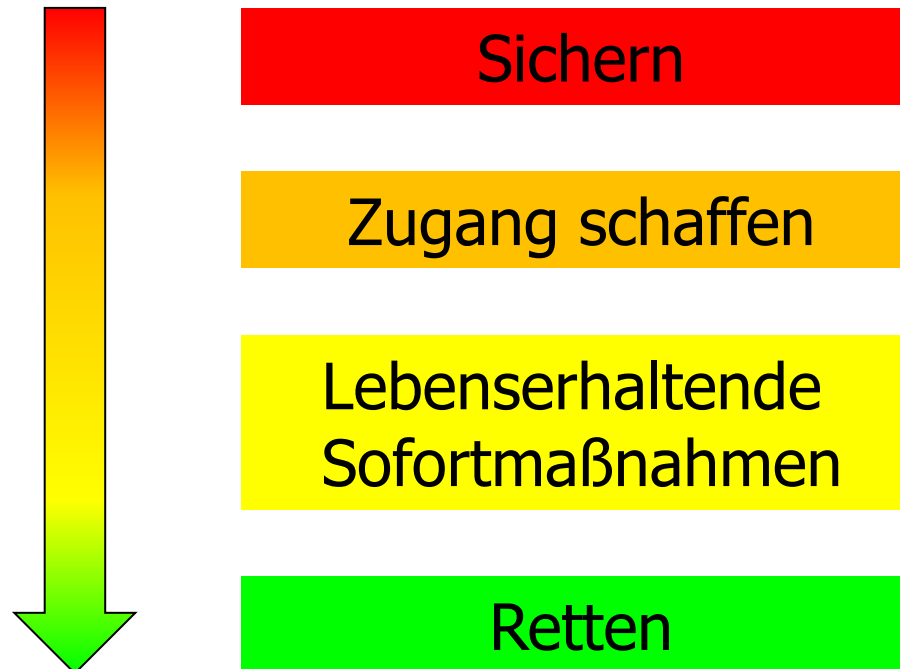 Sichern
Zugang schaffen
Lebenserhaltende
Sofortmaßnahmen
Retten